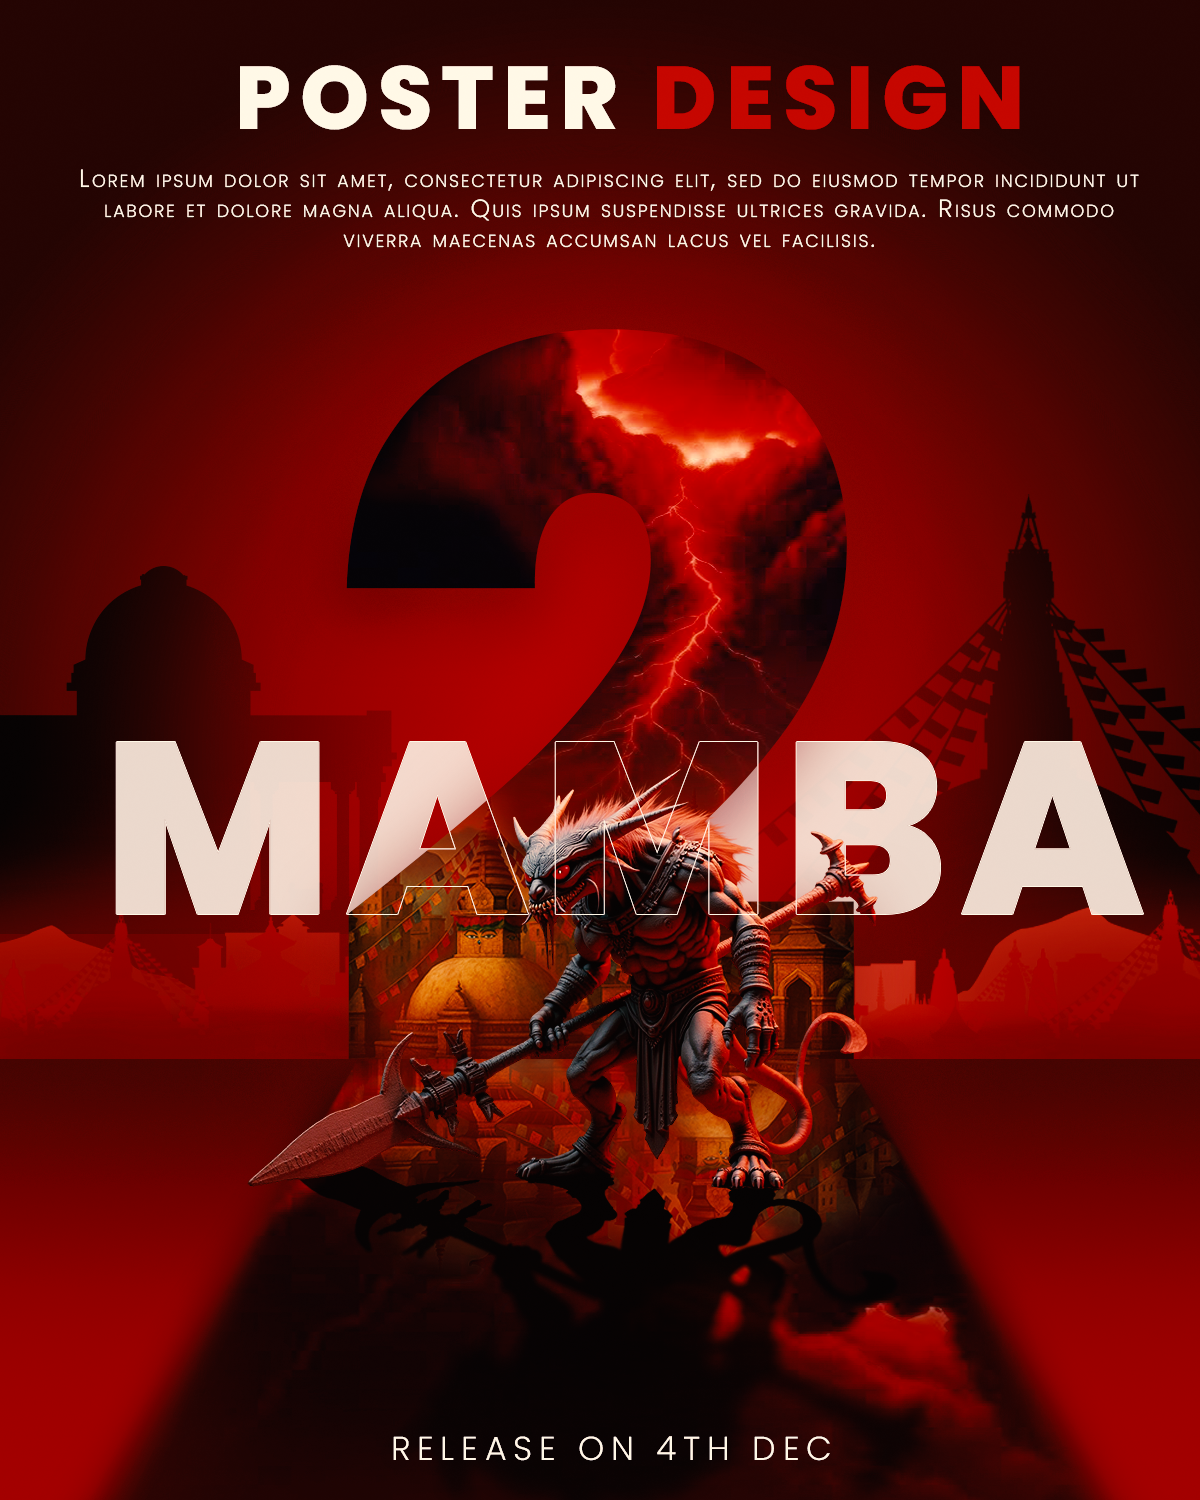 POSTER DESIGN
Lorem ipsum dolor sit amet, consectetur adipiscing elit, sed do eiusmod tempor incididunt ut
labore et dolore magna aliqua. Quis ipsum suspendisse ultrices gravida. Risus commodo
viverra maecenas accumsan lacus vel facilisis.
2
MAMBA
RELEASE ON 4TH DEC